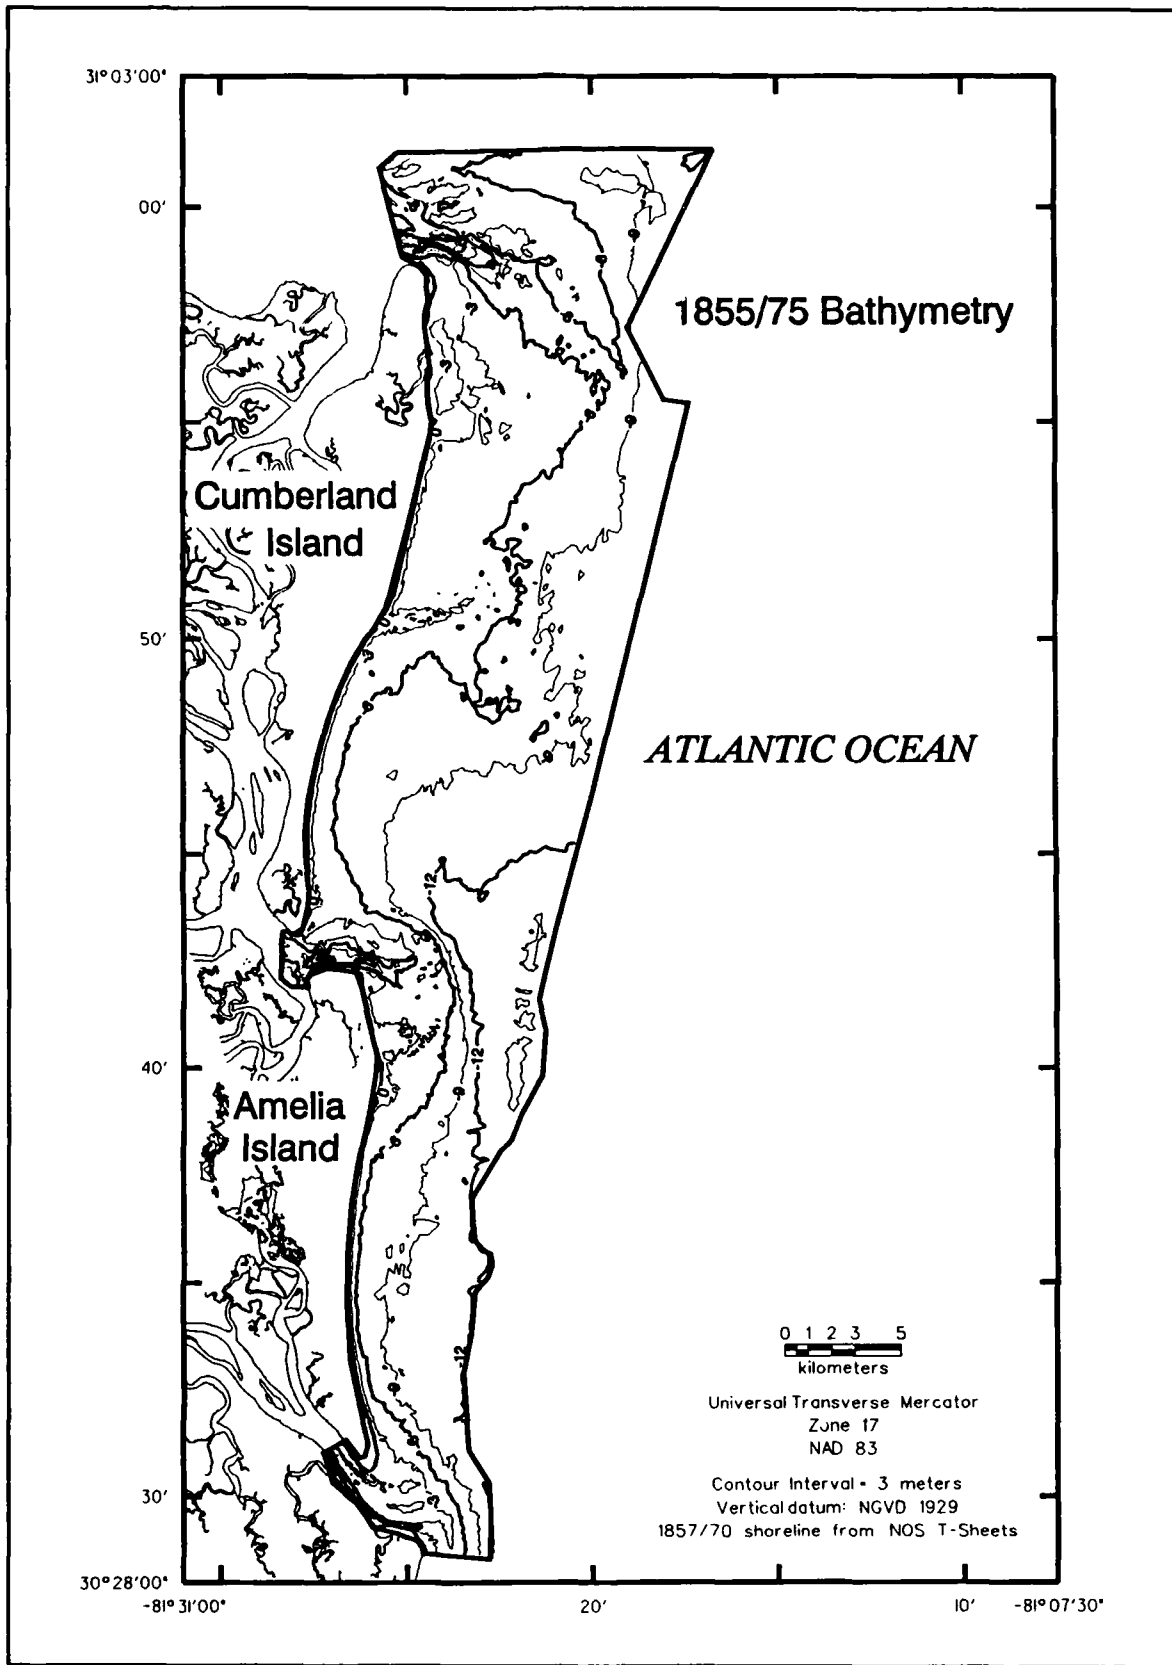 31°03'00"
00'
1855/75 Bathymetry
Cumberland
Island
50'
ATLANTIC OCEAN
-12
-12
40'
Amelia
Island
-12
0 1 2 3 5
kilometers
Universal Transverse Mercator
Zone 17
NAD 83
Contour Interval = 3 meters
Vertical datum: NGVD 1929
1857/70 shoreline from NOS T-Sheets
30'
30°28'00"
-81°31'00"
20'
10'
-81°07'30"